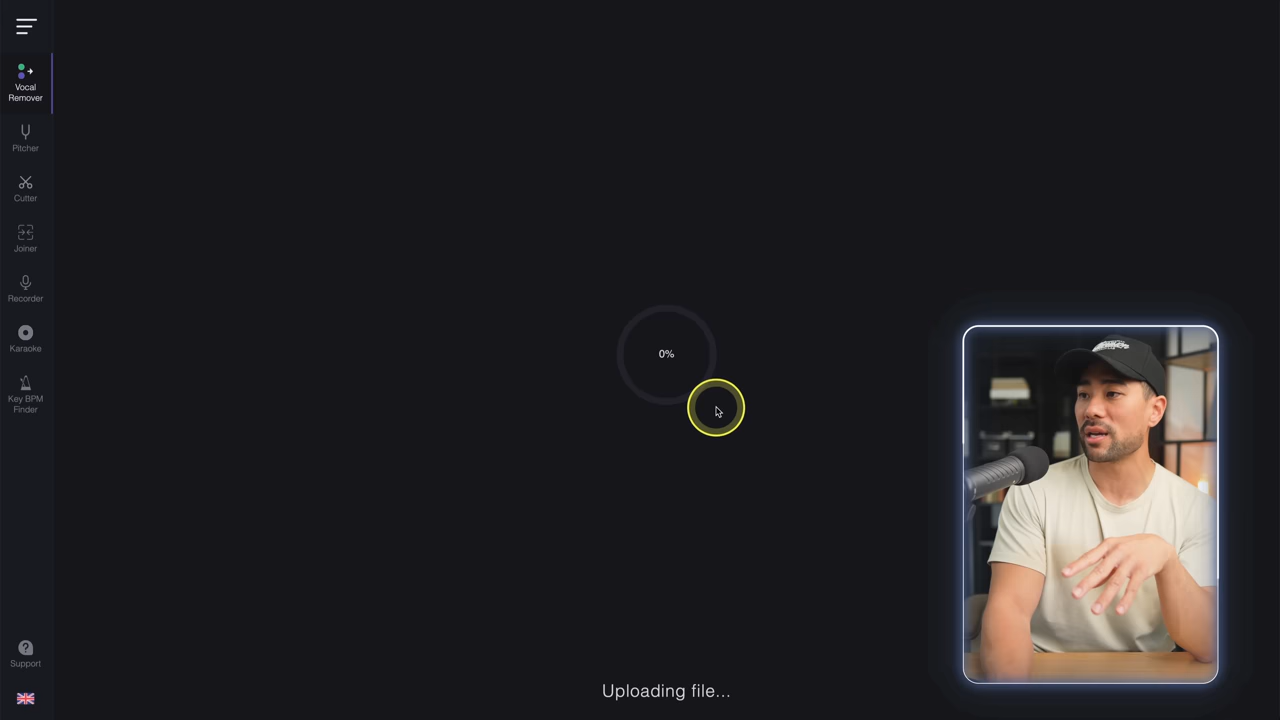 Vocal
Remover
Pitcher
Cutter
Joiner
Recorder
Karaoke
Key BPM
Finder
Support
0%
Uploading file...